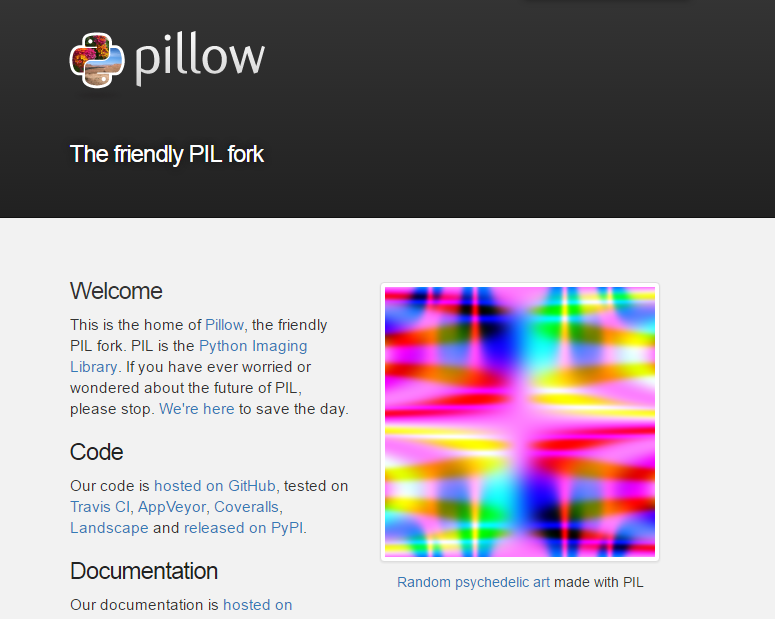 pillow
The friendly PIL fork
Welcome
This is the home of Pillow, the friendly
PIL fork. PIL is the Python Imaging
Library. If you have ever worried or
wondered about the future of PIL,
please stop. We're here to save the day.
Code
Our code is hosted on GitHub, tested on
Travis CI, AppVeyor, Coveralls,
Landscape and released on PyPI.
Documentation
Our documentation is hosted on
Random psychedelic art made with PIL